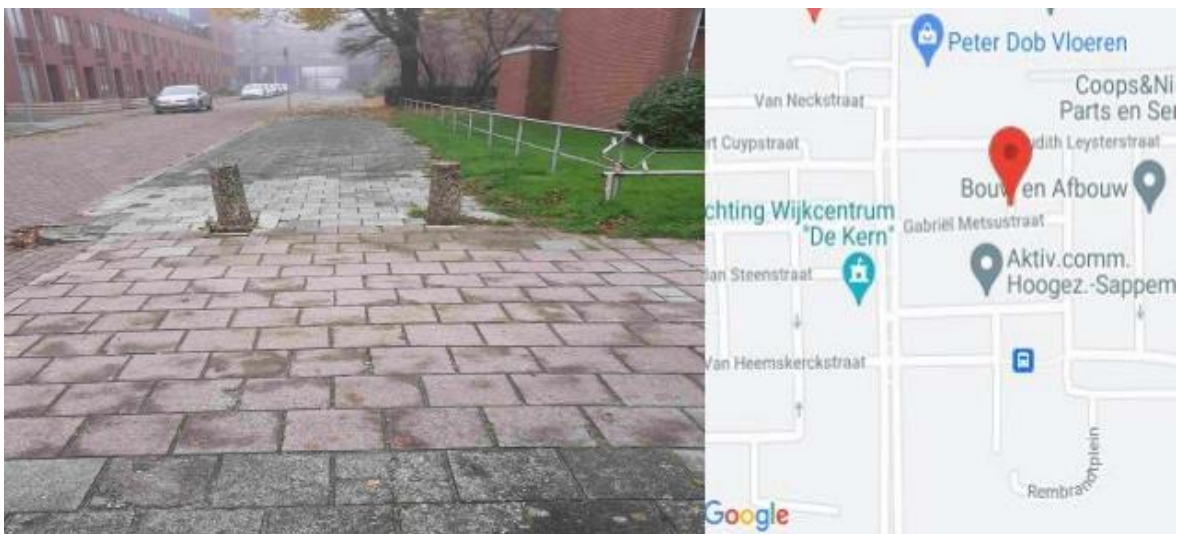 Peter Dob Vloeren
Coops&Ni
Parts en Ser
Van Neckstraat
rt Cuypstraat
dith Leysterstraat
Bouw en Afbouw
chting Wijkcentrum
"De Kern"
Gabriël Metsustraat
Aktiv.comm.
Hoogez.-Sappem
Jan Steenstraat
Van Heemskerckstraat
Rembrandtplein
Google